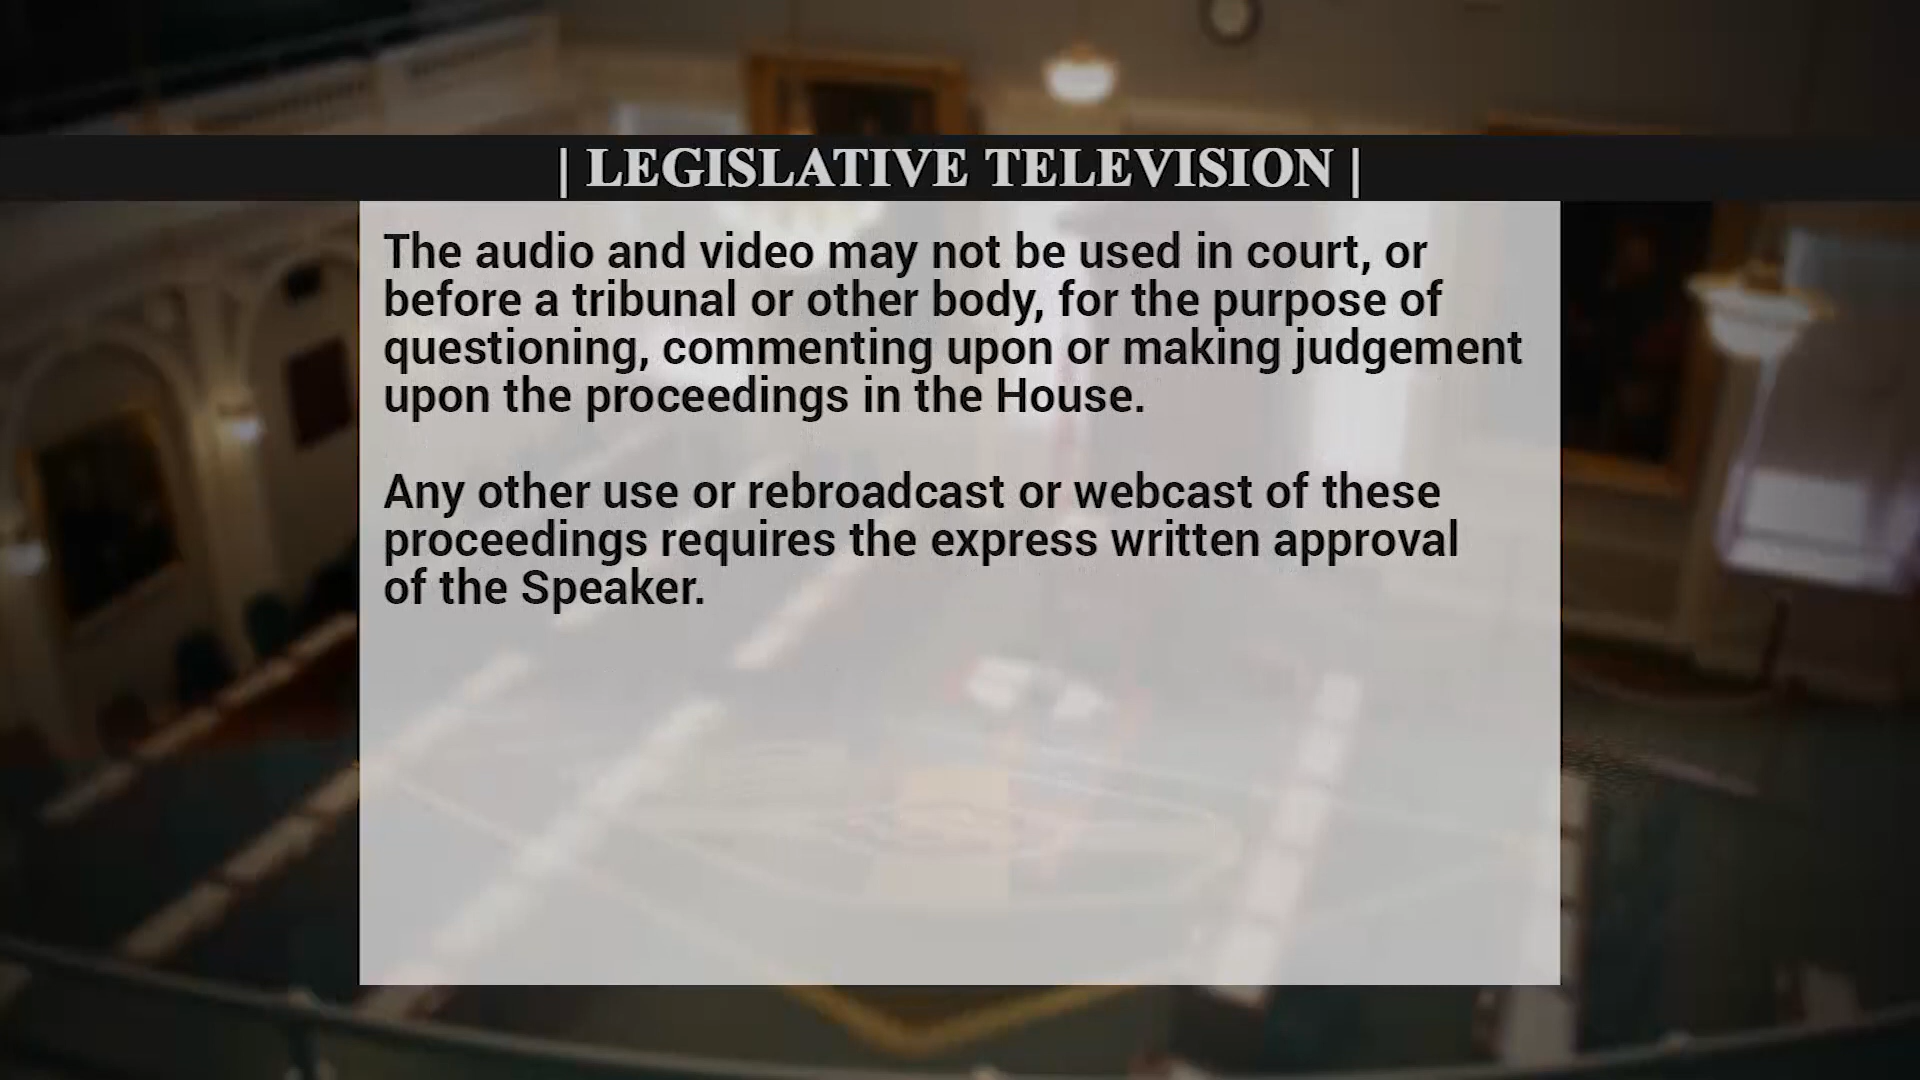 | LEGISLATIVE TELEVISION |
The audio and video may not be used in court, or
before a tribunal or other body, for the purpose of
questioning, commenting upon or making judgement
upon the proceedings in the House.
Any other use or rebroadcast or webcast of these
proceedings requires the express written approval
of the Speaker.